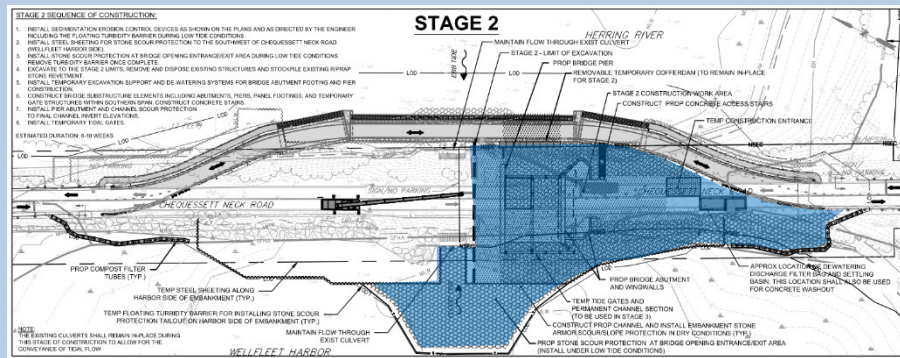 STAGE 2 SEQUENCE OF CONSTRUCTION:
1. INSTALL SEDIMENTATION EROSION CONTROL DEVICES AS SHOWN ON THE PLANS AND AS DIRECTED BY THE ENGINEER
INCLUDING THE FLOATING TURBIDITY BARRIER DURING LOW TIDE CONDITIONS.
2. INSTALL STEEL SHEETING FOR STONE SCOUR PROTECTION TO THE SOUTHWEST OF CHEQUESSETT NECK ROAD
(WELLFLEET HARBOR SIDE).
3. INSTALL STONE SCOUR PROTECTION AT BRIDGE OPENING ENTRANCE/EXIT AREA DURING LOW TIDE CONDITIONS.
REMOVE TURBIDITY BARRIER ONCE COMPLETE.
4. EXCAVATE TO THE STAGE 2 LIMITS, REMOVE AND DISPOSE EXISTING STRUCTURES AND STOCKPILE EXISTING RIPRAP
STONE REVETMENT.
5. INSTALL TEMPORARY EXCAVATION SUPPORT AND DE-WATERING SYSTEMS FOR BRIDGE ABUTMENT FOOTING AND PIER
CONSTRUCTION.
6. CONSTRUCT BRIDGE SUBSTRUCTURE ELEMENTS INCLUDING ABUTMENTS, PIERS, PANEL FOOTINGS, AND TEMPORARY
GATE STRUCTURES WITHIN SOUTHERN SPAN. CONSTRUCT CONCRETE STAIRS.
7. INSTALL PIER ABUTMENT AND CHANNEL SCOUR PROTECTION
TO FINAL CHANNEL INVERT ELEVATIONS.
8. INSTALL TEMPORARY TIDAL GATES.
ESTIMATED DURATION: 8-10 WEEKS
STAGE 2
HERRING RIVER
MAINTAIN FLOW THROUGH EXIST CULVERT
STAGE 2 - LIMIT OF EXCAVATION
PROP BRIDGE PIER
REMOVABLE TEMPORARY COFFERDAM (TO REMAIN IN-PLACE
FOR STAGE 2)
STAGE 2 CONSTRUCTION WORK AREA
CONSTRUCT PROP CONCRETE ACCESS/STAIRS
TEMP CONSTRUCTION ENTRANCE
EBB TIDE
LOD
LOD
LOD
NO PARKING
SIGN/NO PARKING
CHEQUESSETT NECK ROAD
SETT NECK ROAD
PROP COMPOST FILTER
TUBES (TYP.)
TEMP STEEL SHEETING ALONG
HARBOR SIDE OF EMBANKMENT (TYP.)
TEMP FLOATING TURBIDITY BARRIER FOR INSTALLING STONE SCOUR
PROTECTION TAILOUT ON HARBOR SIDE OF EMBANKMENT (TYP.)
MAINTAIN FLOW THROUGH
EXIST CULVERT
APPROX LOCATION OF DEWATERING
DISCHARGE FILTER BAG AND SETTLING
BASIN. THIS LOCATION SHALL ALSO BE USED
FOR CONCRETE WASHOUT
PROP BRIDGE ABUTMENT
AND WINGWALLS
TEMP TIDE GATES AND
PERMANENT CHANNEL SECTION
TO BE USED IN STAGE 3)
CONSTRUCT PROP CHANNEL AND INSTALL EMBANKMENT STONE
ARMOR/SCOUR/SLOPE PROTECTION IN DRY CONDITIONS (TYP.)
PROP STONE SCOUR PROTECTION AT BRIDGE OPENING ENTRANCE/EXIT AREA
(INSTALL UNDER LOW TIDE CONDITIONS)
NOTE:
THE EXISTING CULVERTS SHALL REMAIN IN-PLACE DURING
THIS STAGE OF CONSTRUCTION TO ALLOW FOR THE
CONVEYANCE OF TIDAL FLOW
WELLFLEET HARBOR